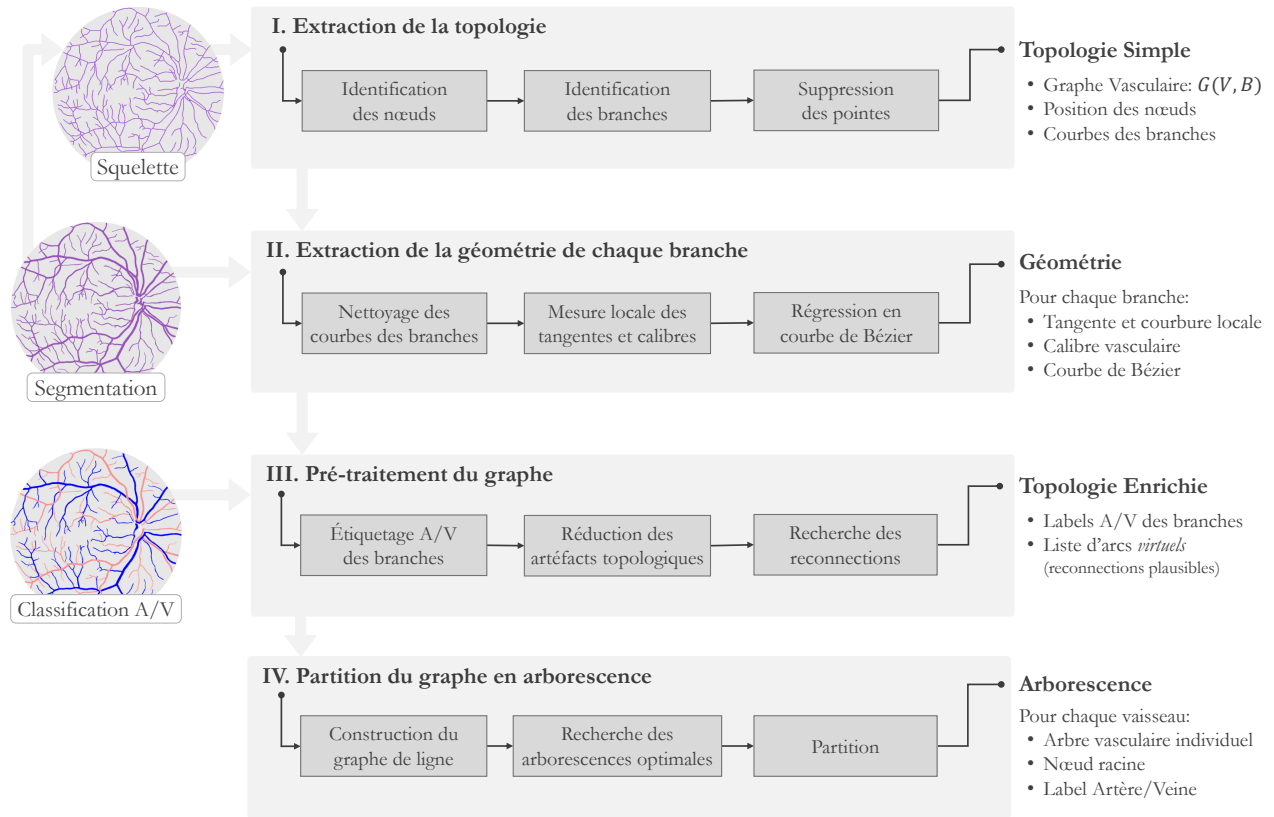 I. Extraction de la topologie
Identification
des nœuds
Identification
des branches
Suppression
des pointes
Topologie Simple
• Graphe Vasculaire: G(V, B)
• Position des nœuds
• Courbes des branches
Squelette
II. Extraction de la géométrie de chaque branche
Nettoyage des
courbes des branches
Mesure locale des
tangentes et calibres
Régression en
courbe de Bézier
Géométrie
Pour chaque branche:
• Tangente et courbure locale
• Calibre vasculaire
• Courbe de Bézier
Segmentation
III. Pré-traitement du graphe
Étiquetage A/V
des branches
Réduction des
artéfacts topologiques
Recherche des
reconnections
Topologie Enrichie
• Labels A/V des branches
• Liste d'arcs virtuels
(reconnections plausibles)
Classification A/V
IV. Partition du graphe en arborescence
Construction du
graphe de ligne
Recherche des
arborescences optimales
Partition
Arborescence
Pour chaque vaisseau:
• Arbre vasculaire individuel
• Nœud racine
• Label Artère/Veine